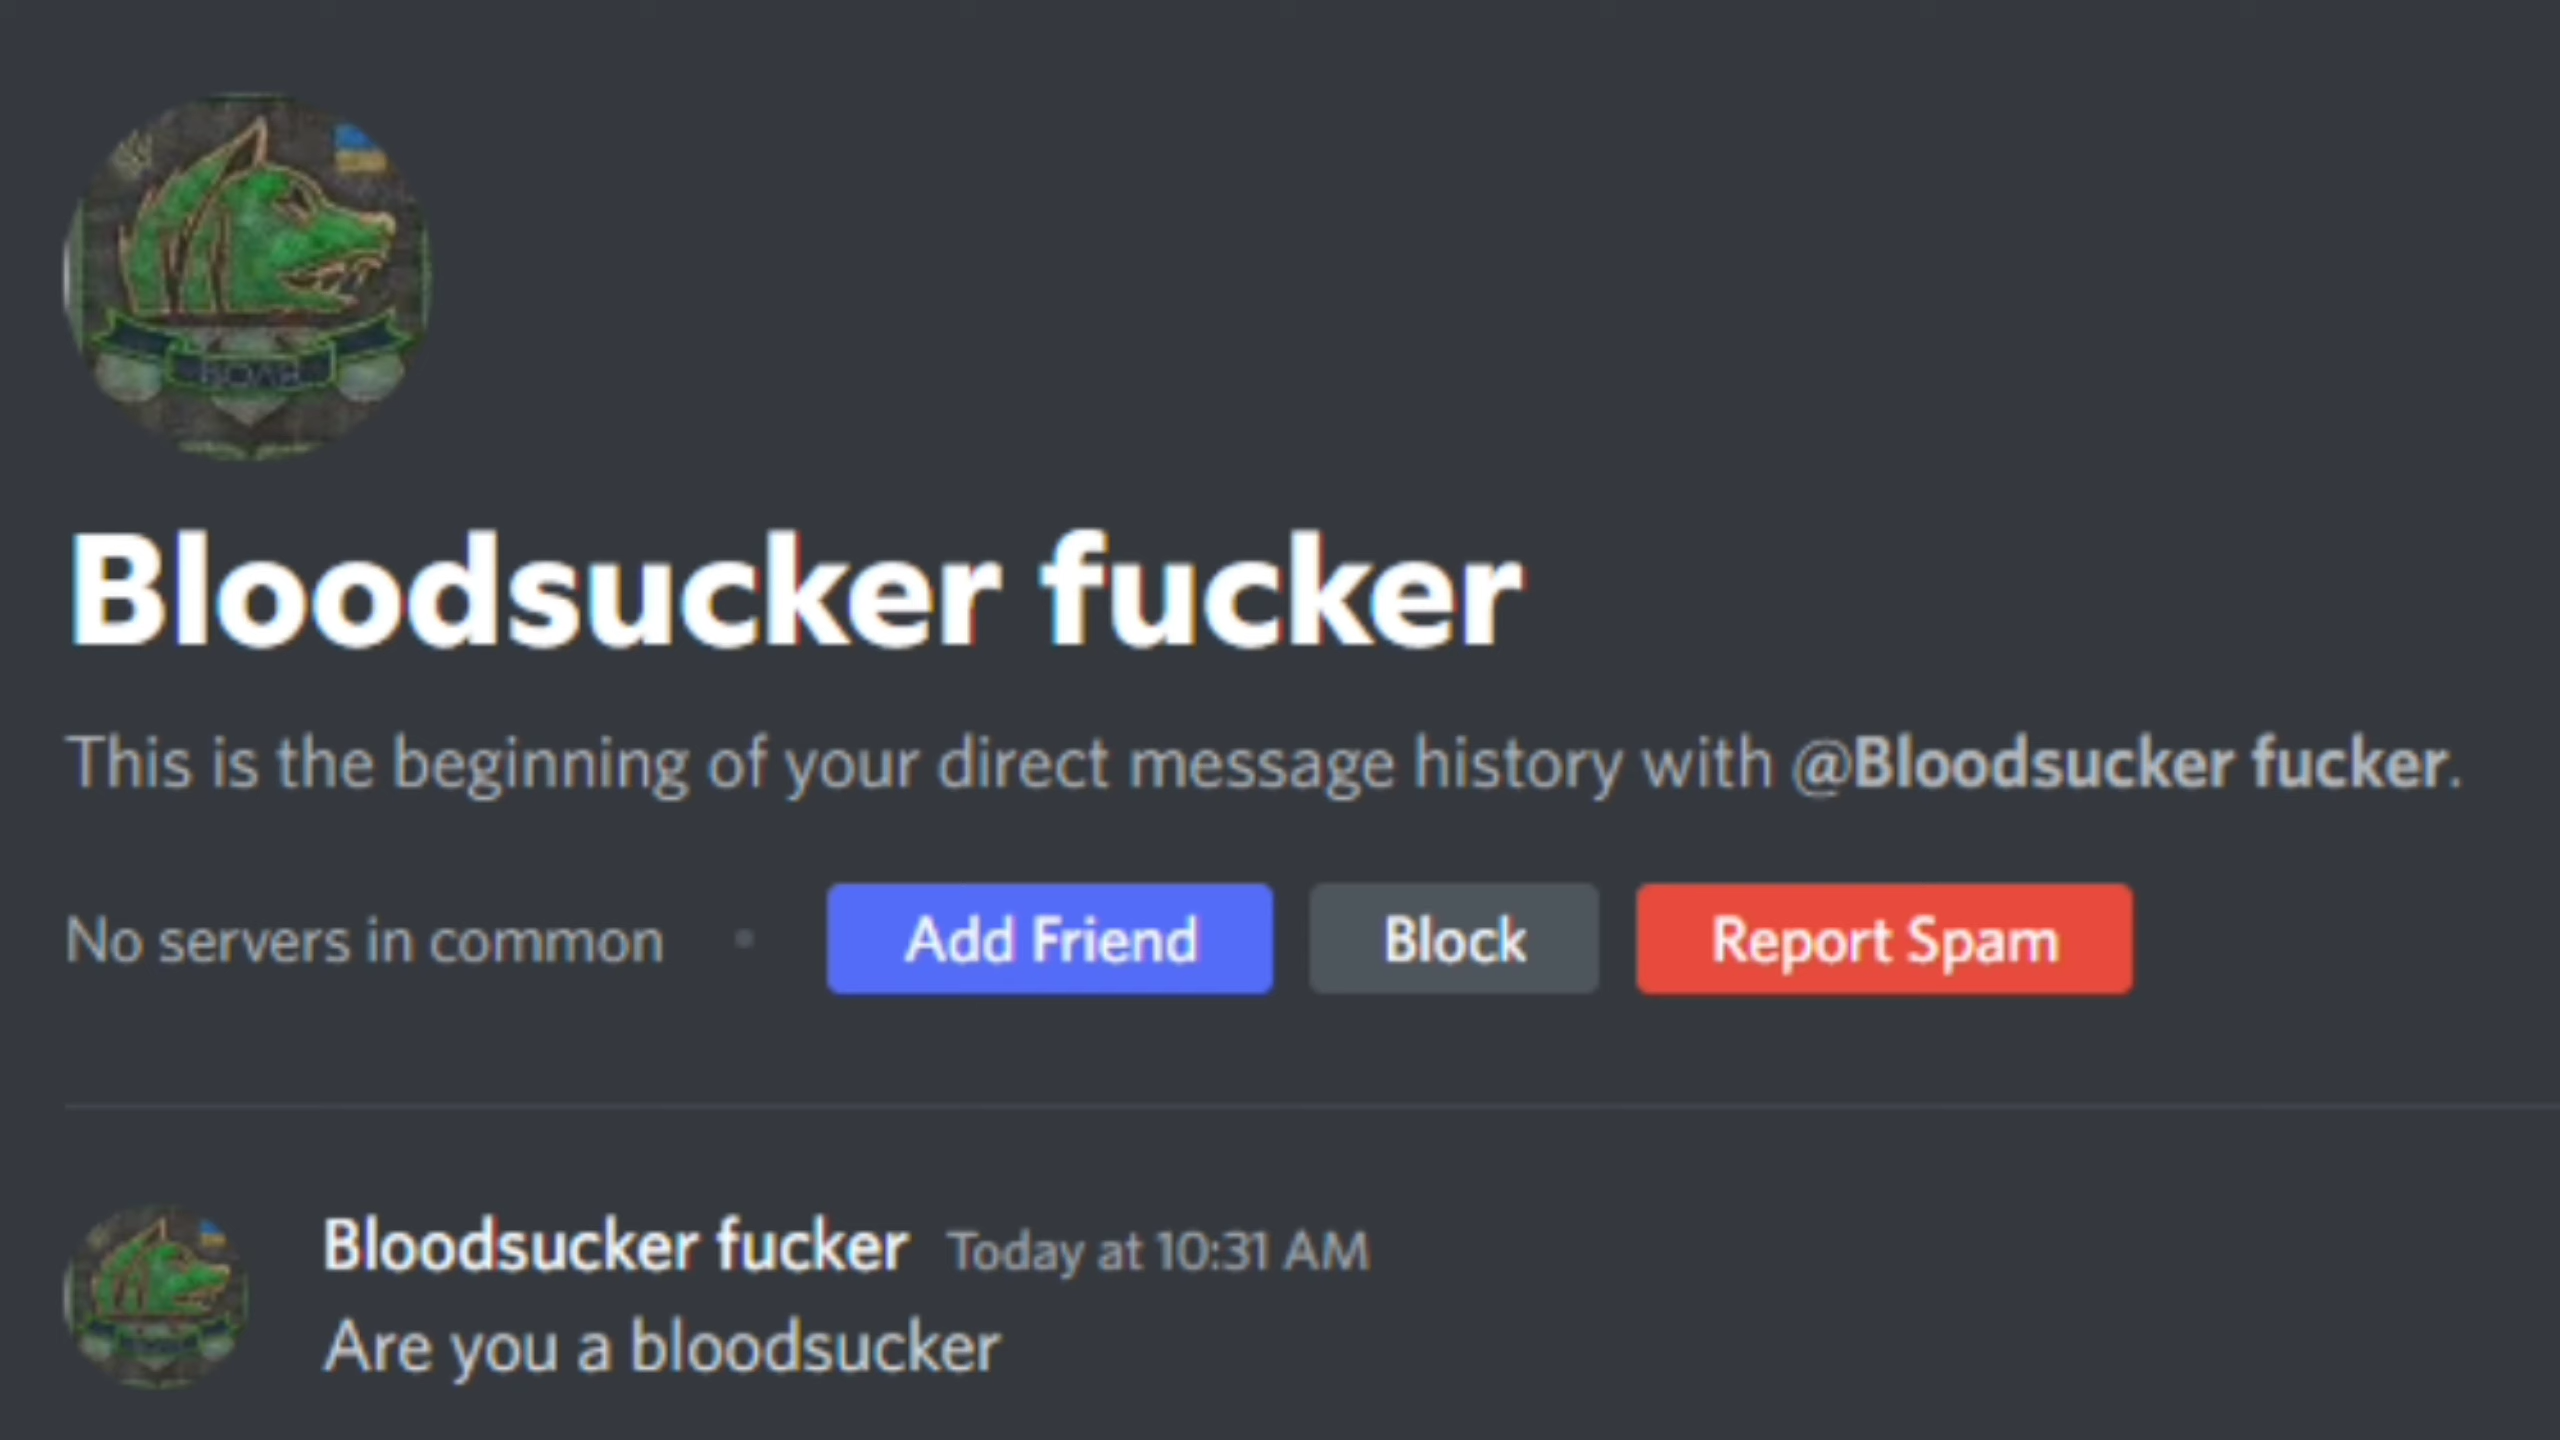 ВОЛЯ
Bloodsucker fucker
This is the beginning of your direct message history with @Bloodsucker fucker.
No servers in common
Add Friend
Block
Report Spam
Bloodsucker fucker Today at 10:31 AM
Are you a bloodsucker